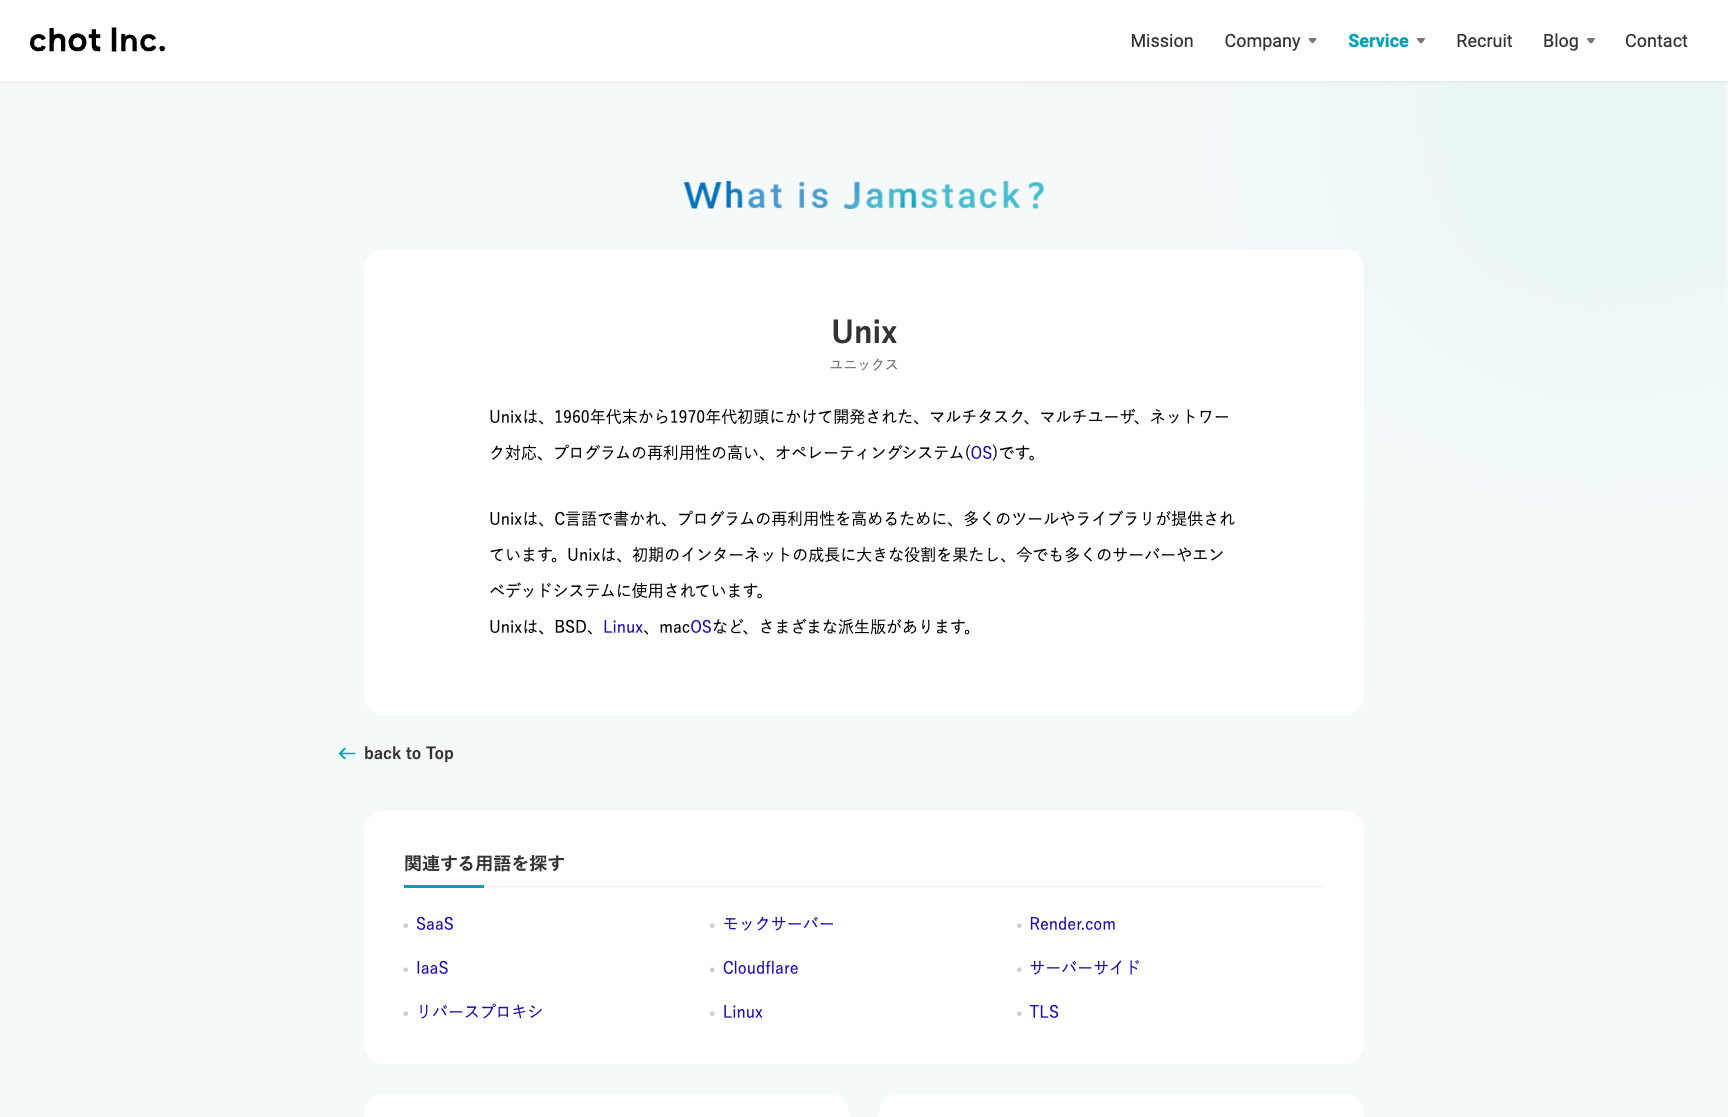 chot Inc.
Mission Company Service Recruit Blog Contact
What is Jamstack?
Unix
ユニックス
Unixは、1960年代末から1970年代初頭にかけて開発された、マルチタスク、マルチユーザ、ネットワー
ク対応、プログラムの再利用性の高い、オペレーティングシステム(OS)です。
Unixは、C言語で書かれ、プログラムの再利用性を高めるために、多くのツールやライブラリが提供され
ています。Unixは、初期のインターネットの成長に大きな役割を果たし、今でも多くのサーバーやエン
ベデッドシステムに使用されています。
Unixは、BSD、Linux、macOSなど、さまざまな派生版があります。
back to Top
関連する用語を探す
SaaS モックサーバー Render.com
IaaS Cloudflare サーバーサイド
リバースプロキシ Linux TLS